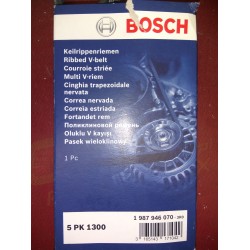 BOSCH
Keilrippenriemen
Ribbed V-belt
Courroie striée
Multi V-riem
Cinghia trapezoidale
nervata
Correa nervada
Correia estriada
Fortandet rem
Поликлиновой ремень
Oluklu V kayışı
Pasek wieloklinowy
1 Pc
5 PK 1300
1 987 946 070